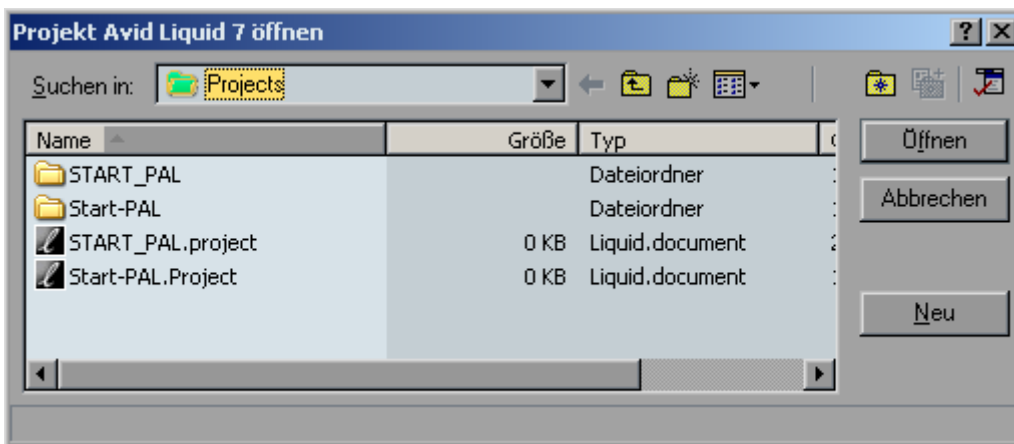 Projekt Avid Liquid 7 öffnen
Suchen in: Projects
Name Größe Typ
START_PAL Dateiordner
Start-PAL Dateiordner
START_PAL.project 0 KB Liquid.document
Start-PAL.Project 0 KB Liquid.document
Öffnen
Abbrechen
Neu